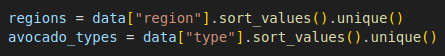 regions = data["region"].sort_values().unique()
avocado_types = data["type"].sort_values().unique()